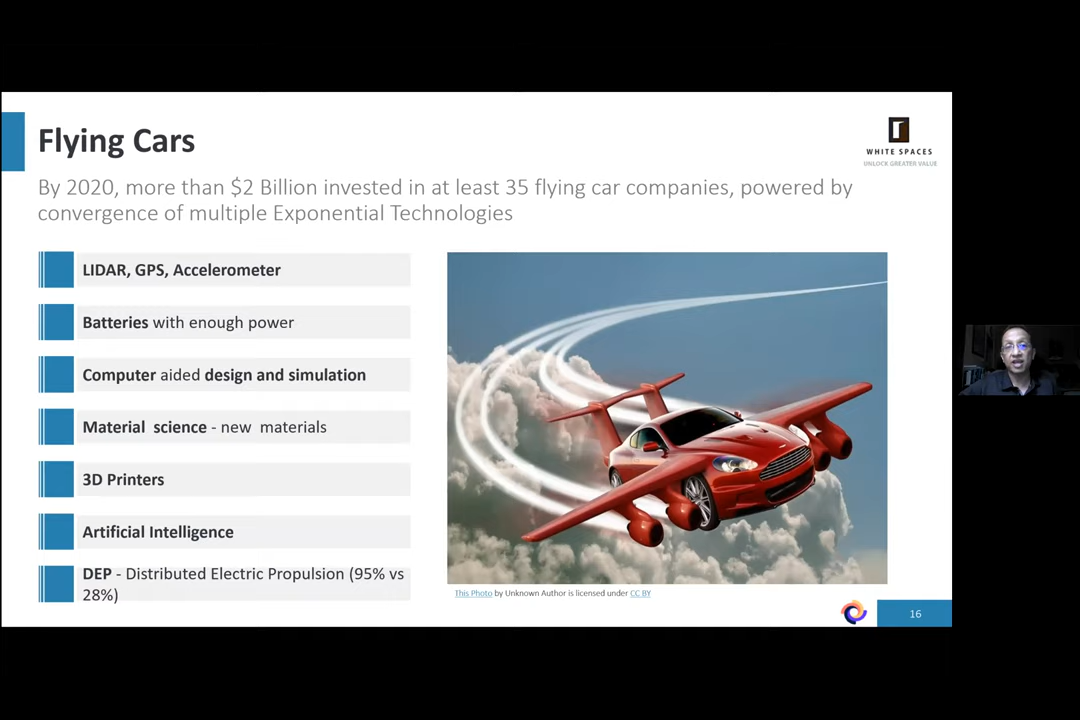 Flying Cars
WHITE SPACES
UNLOCK GREATER VALUE
By 2020, more than $2 Billion invested in at least 35 flying car companies, powered by
convergence of multiple Exponential Technologies
LIDAR, GPS, Accelerometer
Batteries with enough power
Computer aided design and simulation
Material science - new materials
3D Printers
Artificial Intelligence
DEP - Distributed Electric Propulsion (95% vs
28%)
This Photo by Unknown Author is licensed under CC BY
16